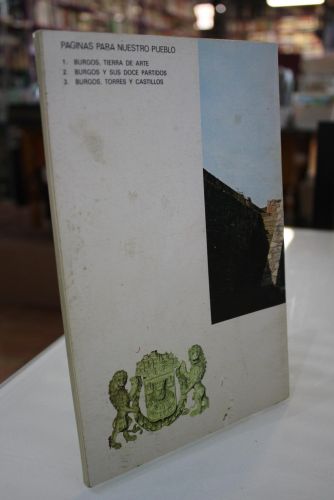 PAGINAS PARA NUESTRO PUEBLO
1. BURGOS, TIERRA DE ARTE
2. BURGOS Y SUS DOCE PARTIDOS
3. BURGOS, TORRES Y CASTILLOS